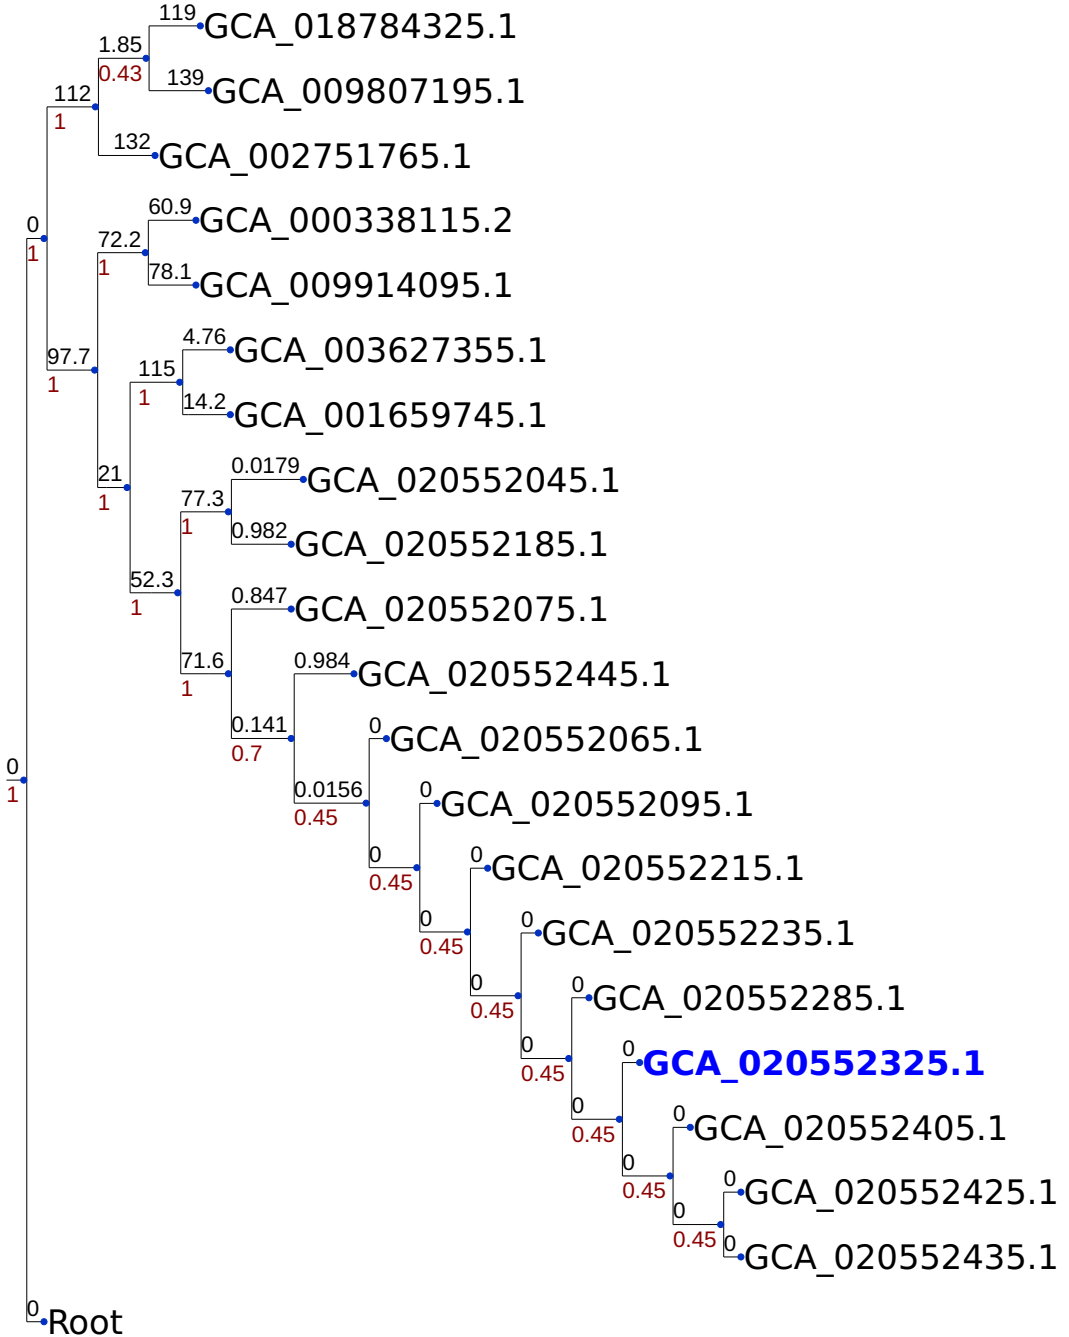 119
GCA_018784325.1
1.85
0.43
139
GCA_009807195.1
112
1
132
GCA_002751765.1
60.9
GCA_000338115.2
0
1
72.2
1
78.1
GCA_009914095.1
4.76
GCA_003627355.1
97.7
1
115
1
14.2
GCA_001659745.1
0.0179
GCA_020552045.1
21
1
77.3
1
0.982
GCA_020552185.1
52.3
1
0.847
GCA_020552075.1
71.6
1
0.984
GCA_020552445.1
0.141
0.7
0
GCA_020552065.1
0
1
0.0156
0.45
0
GCA_020552095.1
0
0.45
0
GCA_020552215.1
0
0.45
0
GCA_020552235.1
0
0.45
0
GCA_020552285.1
0
0.45
0
GCA_020552325.1
0
0.45
0
GCA_020552405.1
0
0.45
0
GCA_020552425.1
0
0.45
0
GCA_020552435.1
0
Root